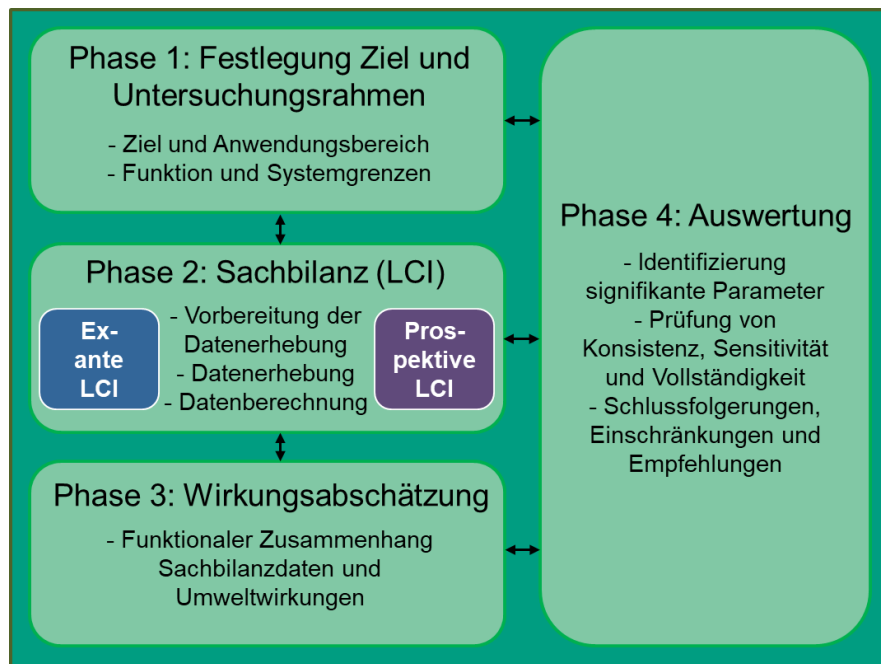 Phase 1: Festlegung Ziel und
Untersuchungsrahmen
- Ziel und Anwendungsbereich
- Funktion und Systemgrenzen
Phase 2: Sachbilanz (LCI)
Ex-
ante
LCI
- Vorbereitung der
Datenerhebung
- Datenerhebung
- Datenberechnung
Pros-
pektive
LCI
Phase 3: Wirkungsabschätzung
- Funktionaler Zusammenhang
Sachbilanzdaten und
Umweltwirkungen
Phase 4: Auswertung
- Identifizierung
signifikante Parameter
- Prüfung von
Konsistenz, Sensitivität
und Vollständigkeit
- Schlussfolgerungen,
Einschränkungen und
Empfehlungen